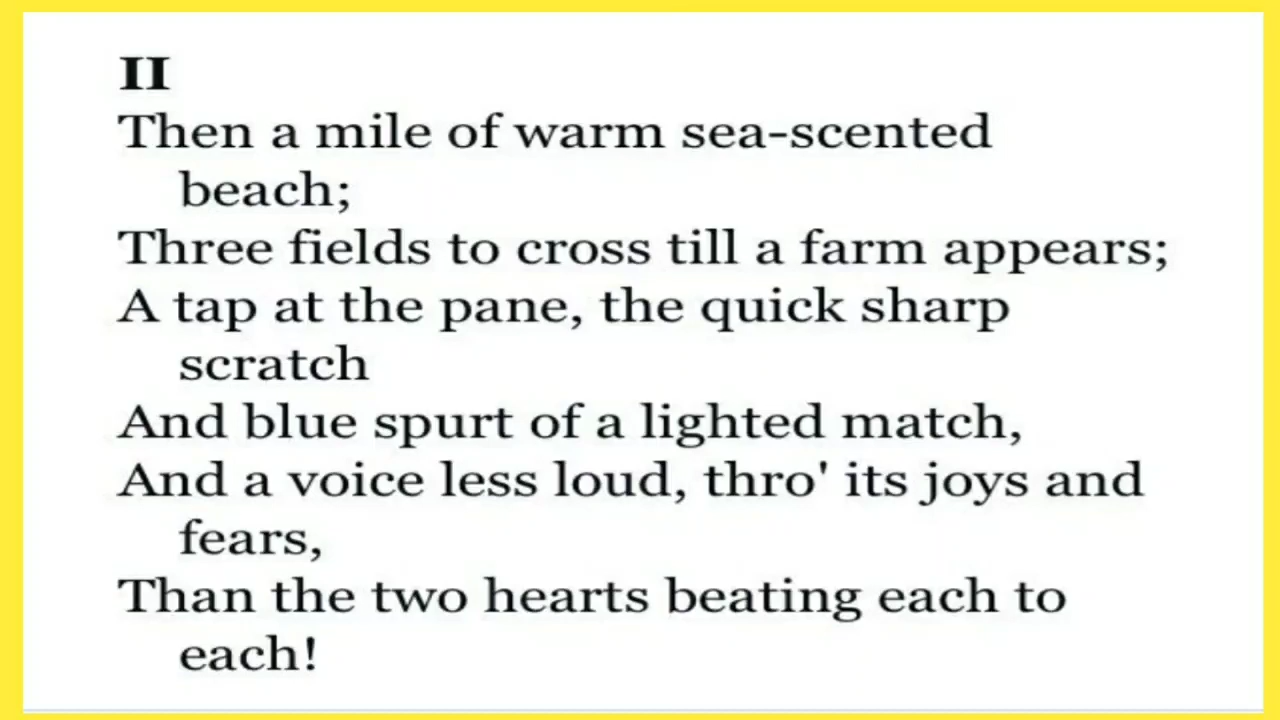 II
Then a mile of warm sea-scented
beach;
Three fields to cross till a farm appears;
A tap at the pane, the quick sharp
scratch
And blue spurt of a lighted match,
And a voice less loud, thro' its joys and
fears,
Than the two hearts beating each to
each!